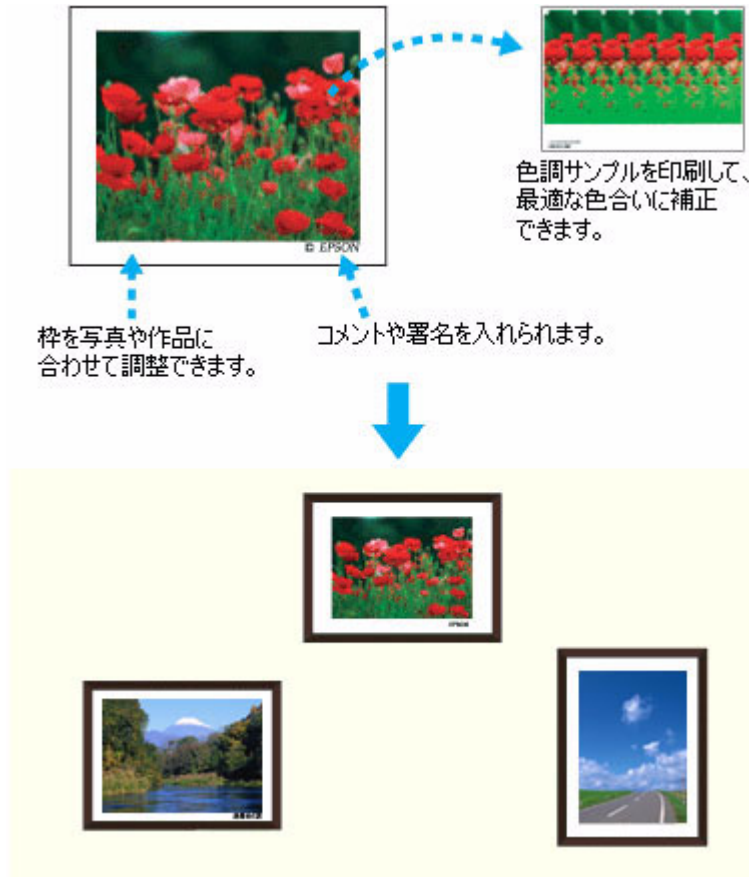 © EPSON
色調サンプルを印刷して、
最適な色合いに補正
できます。
枠を写真や作品に
合わせて調整できます。
コメントや署名を入れられます。
EPSON